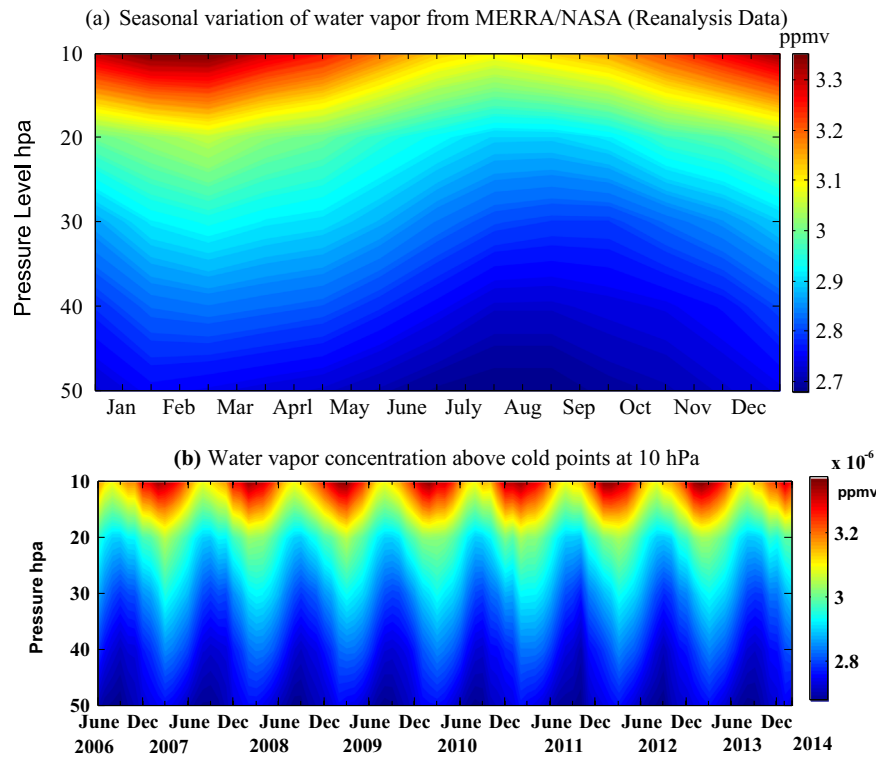 (a) Seasonal variation of water vapor from MERRA/NASA (Reanalysis Data)
ppmv
10
20
30
40
50
Pressure Level hpa
Jan Feb Mar Aprl May June July Aug Sep Oct Nov Dec
3.3
3.2
3.1
3
2.9
2.8
2.7
(b) Water vapor concentration above cold points at 10 hPa
x 10-6
ppmv
10
20
30
40
50
Pressure hpa
June Dec June Dec June Dec June Dec June Dec June Dec June Dec June Dec
2006 2007 2008 2009 2010 2011 2012 2013 2014
3.2
3
2.8